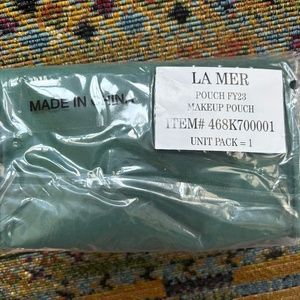 LA MER
POUCH FY23
MAKEUP POUCH
ITEM# 468K700001
UNIT PACK = 1
MADE IN CHINA